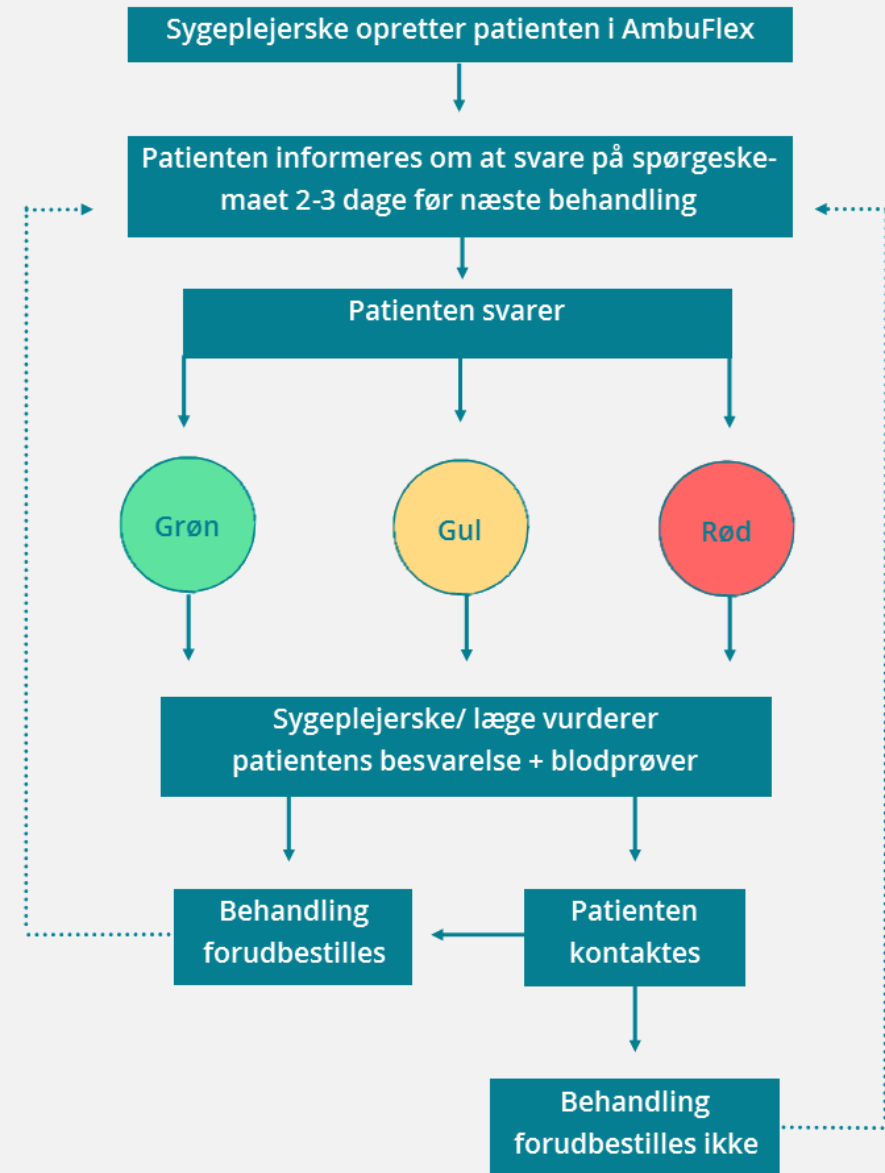 Sygeplejerske opretter patienten i AmbuFlex
Patienten informeres om at svare på spørgeske-
maet 2-3 dage før næste behandling
Patienten svarer
Grøn
Gul
Rød
Sygeplejerske/ læge vurderer
patientens besvarelse + blodprøver
Behandling
forudbestilles
Patienten
kontaktes
Behandling
forudbestilles ikke